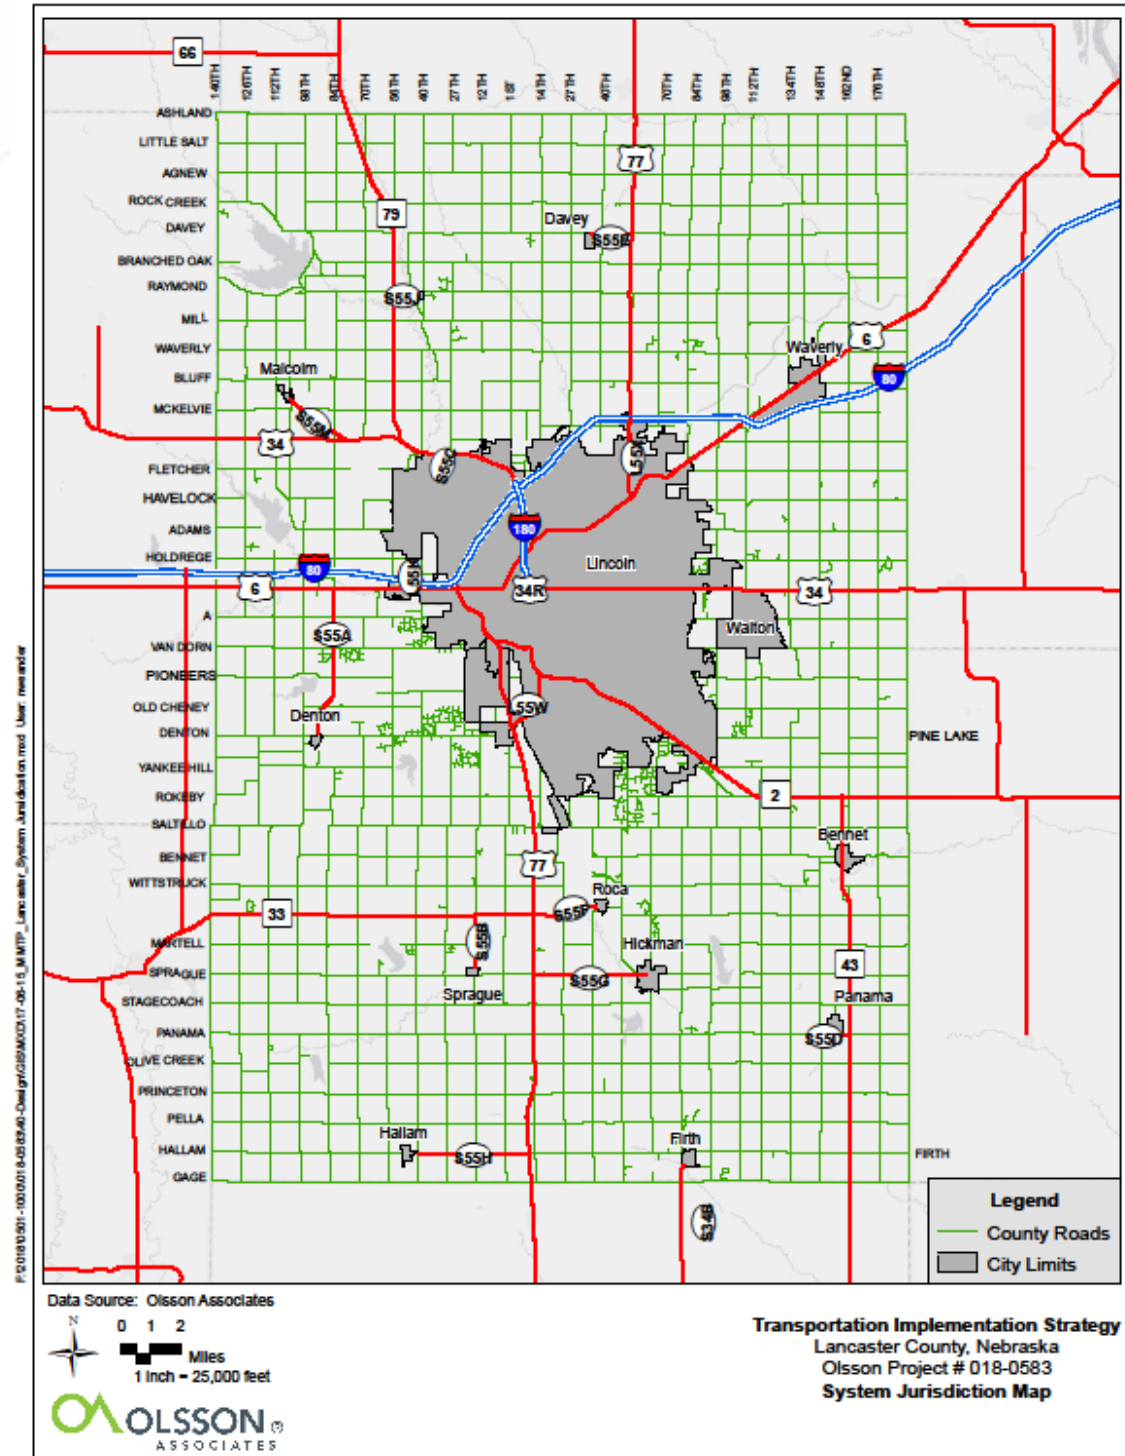 66
140TH
126TH
112TH
98TH
84TH
70TH
56TH
40TH
27TH
12TH
1ST
14TH
27TH
40TH
70TH
84TH
98TH
112TH
134TH
148TH
162ND
176TH
ASHLAND
LITTLE SALT
AGNEW
ROCK CREEK
DAVEY
BRANCHED OAK
RAYMOND
MILL
WAVERLY
BLUFF
MCKELVIE
FLETCHER
HAVELOCK
ADAMS
HOLDREGE
A
VAN DORN
PIONEERS
OLD CHENEY
DENTON
YANKEE HILL
ROKEBY
SALTILLO
BENNET
WITTSTRUCK
MARTELL
SPRAGUE
STAGECOACH
PANAMA
OLIVE CREEK
PRINCETON
PELLA
HALLAM
GAGE
77
79
Davey
S55J
6
Waverly
80
Malcolm
S55M
34
S55C
L55X
180
80
Lincoln
6
L55K
34R
34
S55A
Walton
Denton
L55W
PINE LAKE
2
Bennet
77
Roca
33
S55F
S55B
Hickman
S55G
43
Sprague
Panama
S55D
Hallam
S55H
Firth
FIRTH
S34B
Legend
County Roads
City Limits
Data Source: Olsson Associates
N
0 1 2
Miles
1 inch = 25,000 feet
OLSSON ®
ASSOCIATES
Transportation Implementation Strategy
Lancaster County, Nebraska
Olsson Project # 018-0583
System Jurisdiction Map